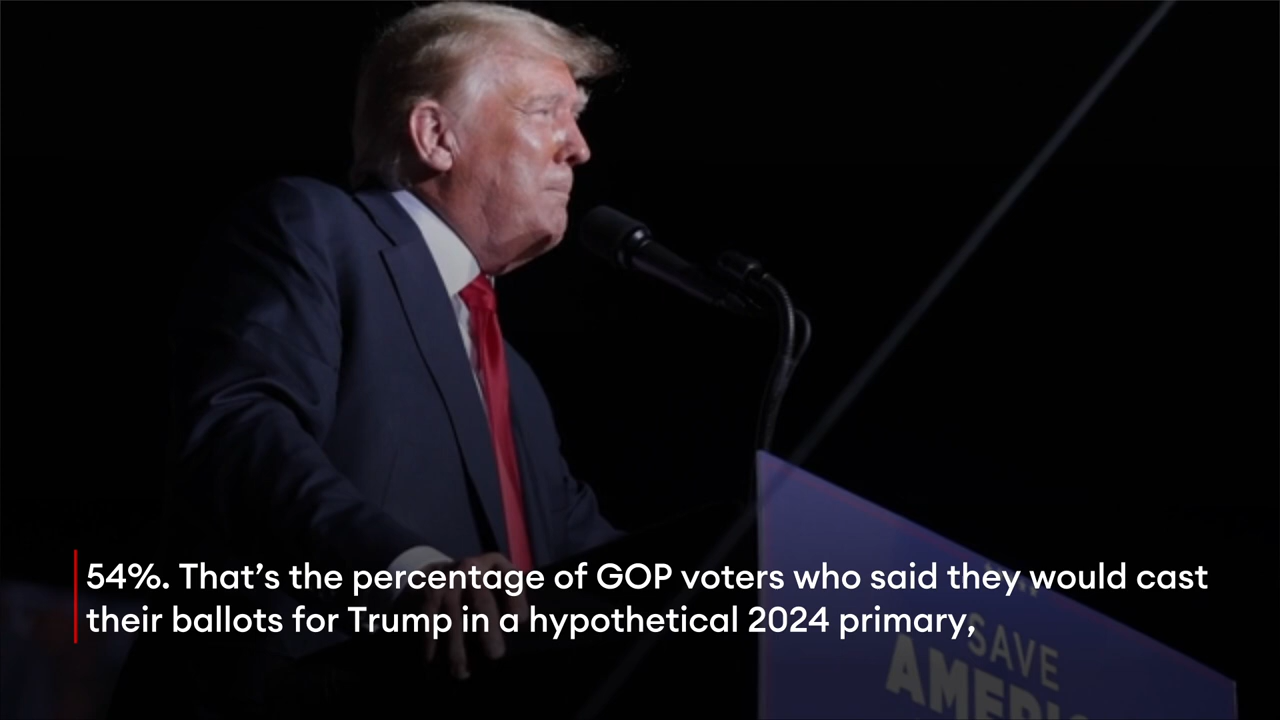 54%. That’s the percentage of GOP voters who said they would cast
their ballots for Trump in a hypothetical 2024 primary,
SAVE